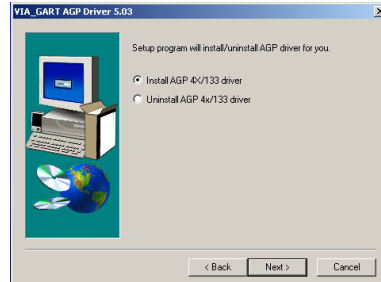 VIA_GART AGP Driver 5.03
Setup program will install/uninstall AGP driver for you.
Install AGP 4X/133 driver
Uninstall AGP 4x/133 driver
< Back
Next >
Cancel